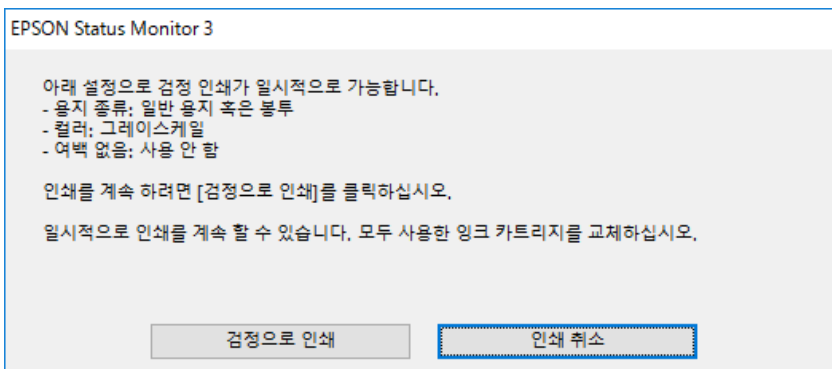 EPSON Status Monitor 3
아래 설정으로 검정 인쇄가 일시적으로 가능합니다.
- 용지 종류: 일반 용지 혹은 봉투
- 컬러: 그레이스케일
- 여백 없음: 사용 안 함
인쇄를 계속 하려면 [검정으로 인쇄]를 클릭하십시오.
일시적으로 인쇄를 계속 할 수 있습니다. 모두 사용한 잉크 카트리지를 교체하십시오.
검정으로 인쇄
인쇄 취소